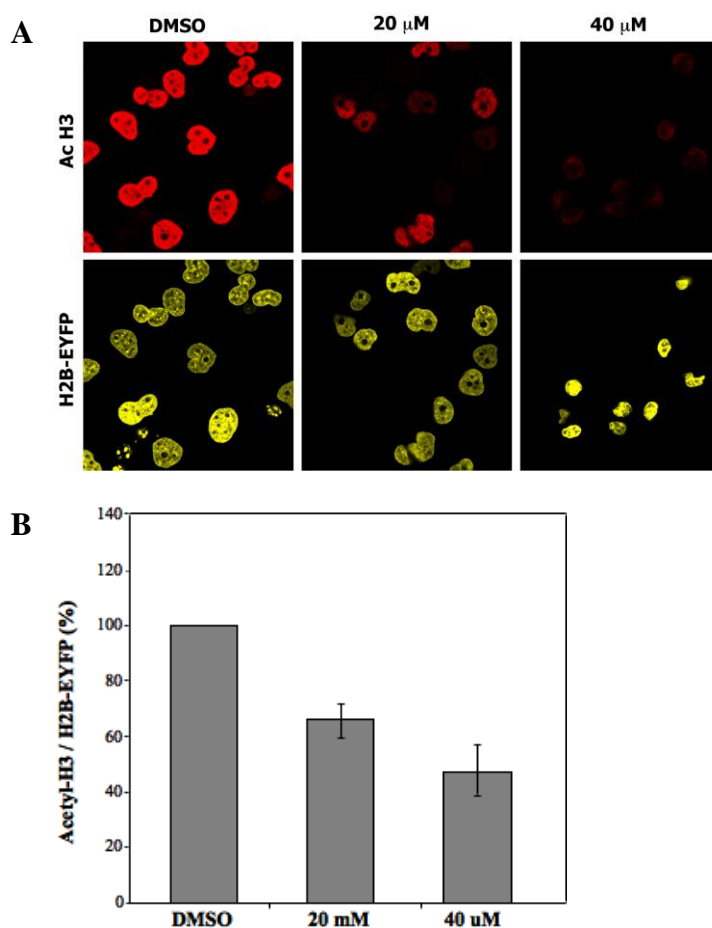 A
DMSO 20 μM 40 μM
Ac H3
H2B-EYFP
B
Acetyl-H3 / H2B-EYFP (%)
140
120
100
80
60
40
20
0
DMSO 20 mM 40 uM